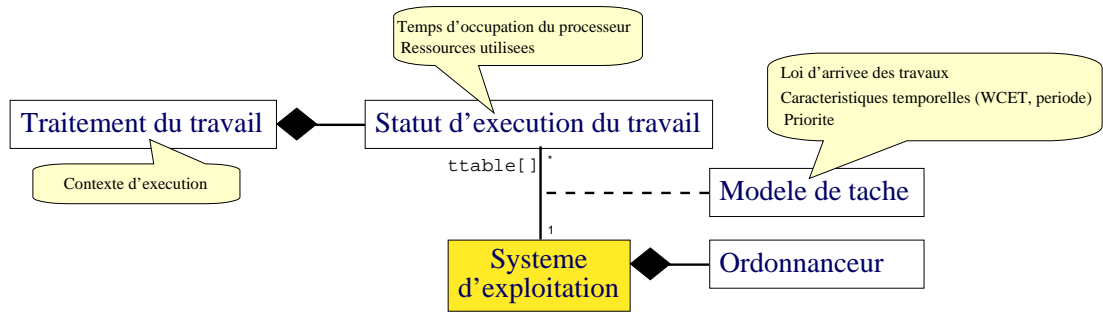 Temps d'occupation du processeur
Ressources utilisees
Loi d'arrivee des travaux
Caracteristiques temporelles (WCET, periode)
Priorite
Traitement du travail
Statut d'execution du travail
Contexte d'execution
ttable[]
*
Modele de tache
1
Systeme
d'exploitation
Ordonnanceur